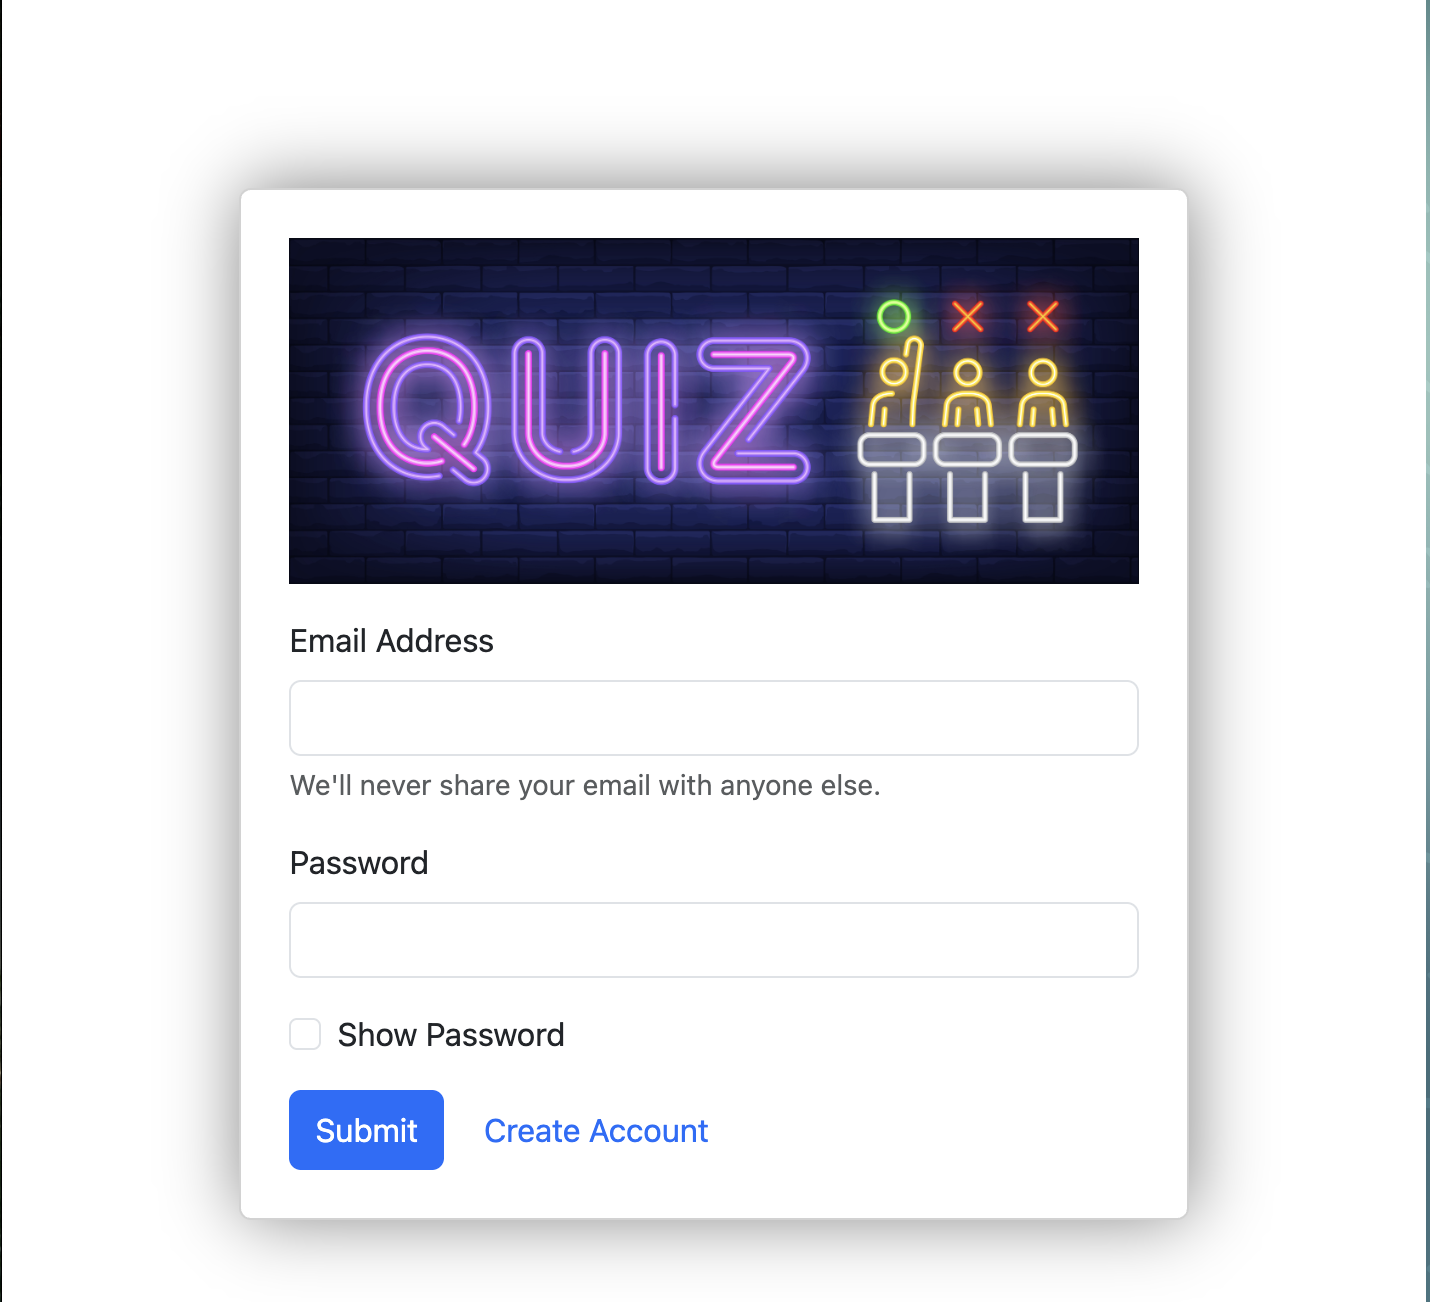 QUIZ
Email Address
We'll never share your email with anyone else.
Password
Show Password
Submit
Create Account